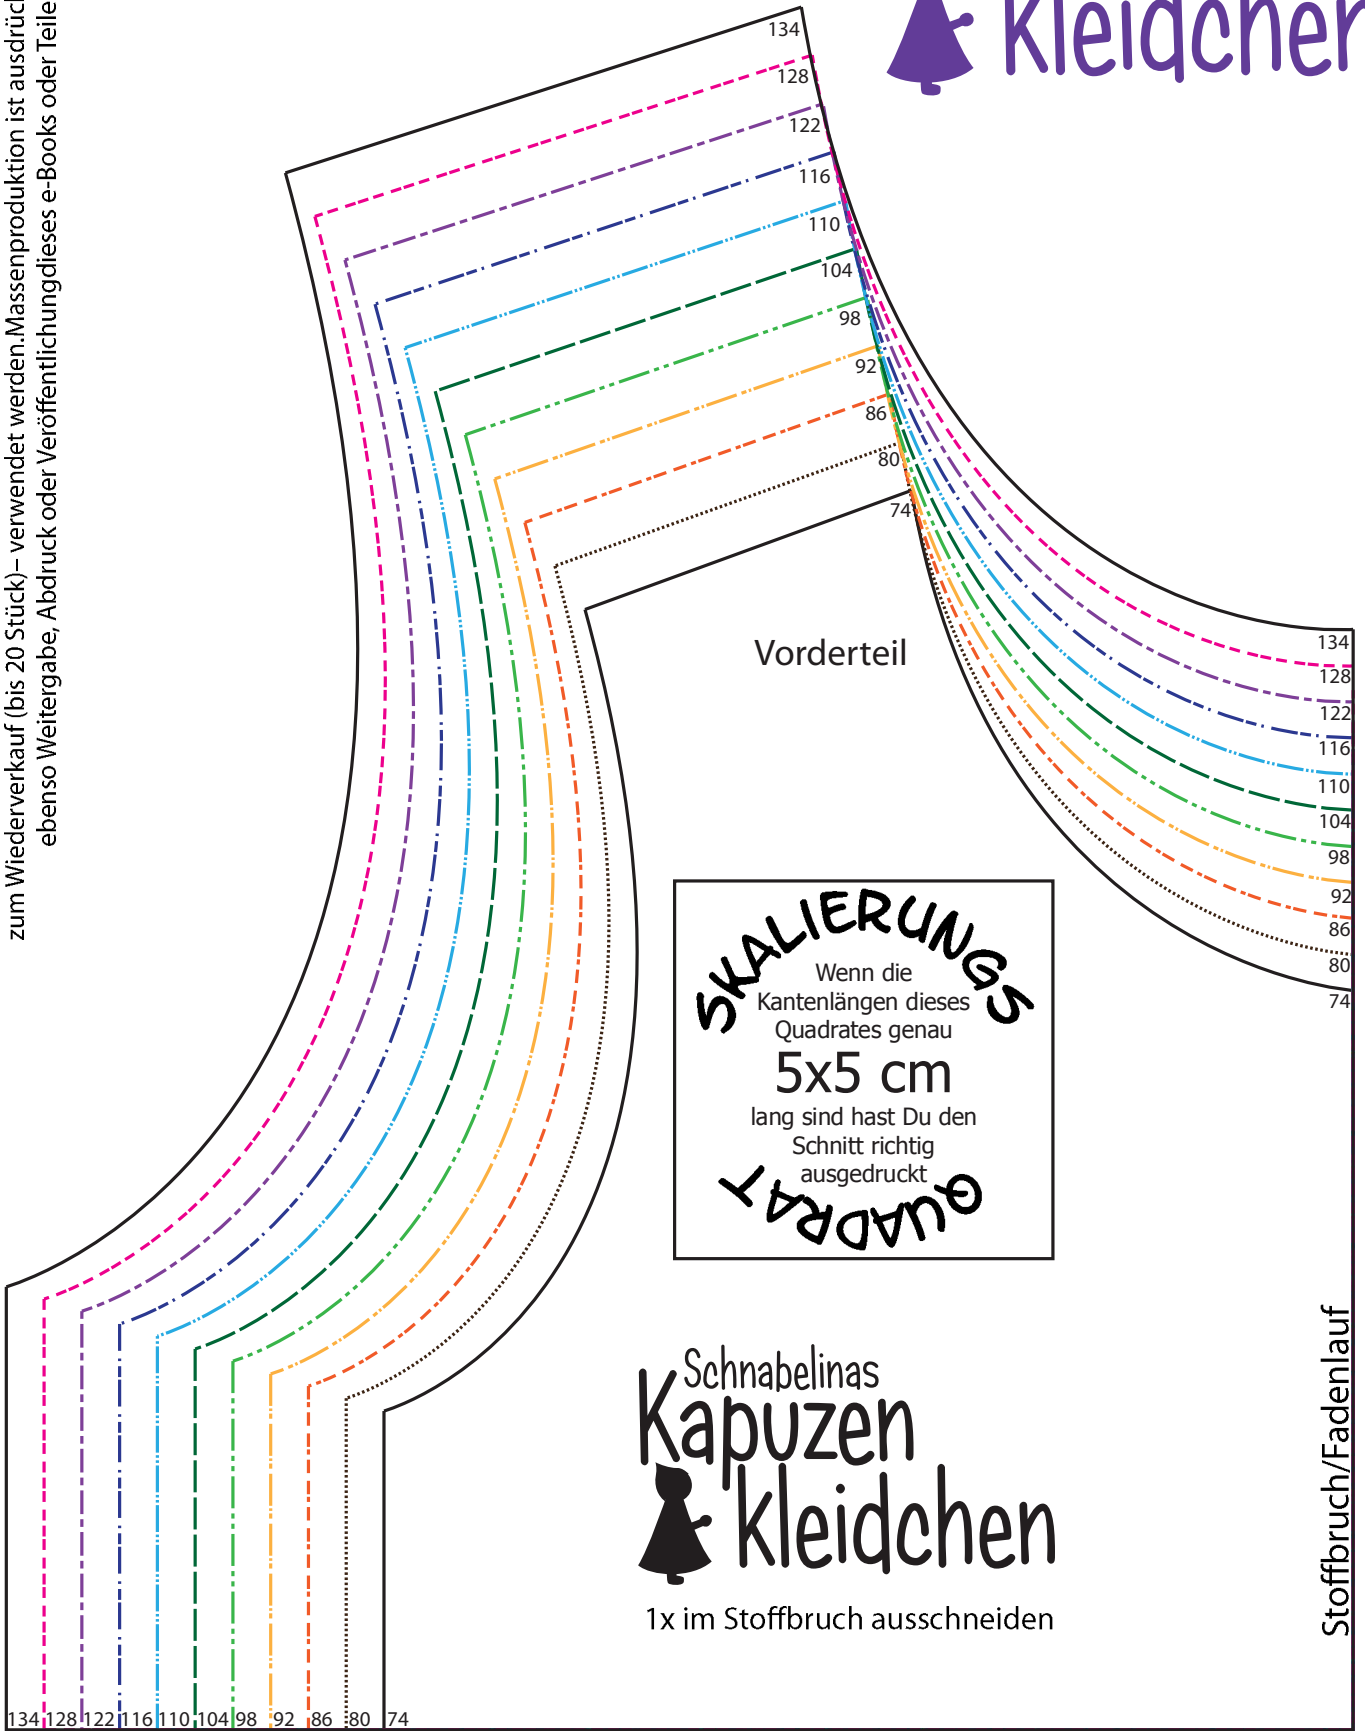 kleidchen
zum Wiederverkauf (bis 20 Stück)– verwendet werden.Massenproduktion ist
ebenso Weitergabe, Abdruck oder Veröffentlichungdieses e-Books oder Teile
134
128
122
116
110
104
98
92
86
80
74
Vorderteil
134
128
122
116
110
104
98
92
86
80
74
SKALIERUNGS
Wenn die
Kantenlängen dieses
Quadrates genau
5x5 cm
lang sind hast Du den
Schnitt richtig
ausgedruckt
QUADRAT
Schnabelinas
Kapuzen
kleidchen
1x im Stoffbruch ausschneiden
Stoffbruch/Fadenlauf
134 128 122 116 110 104 98 92 86 80 74